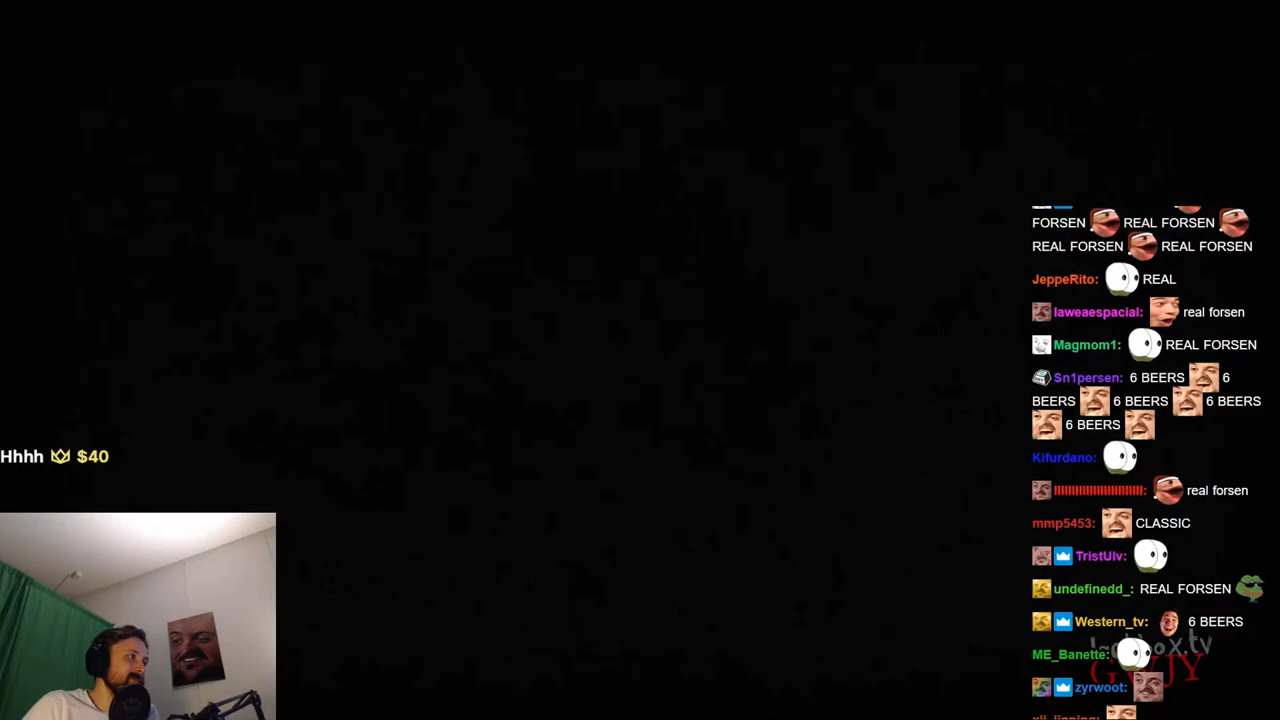 FORSEN REAL FORSEN
REAL FORSEN REAL FORSEN
JeppeRito: REAL
laweaespacial: real forsen
Magmom1: REAL FORSEN
Sn1persen: 6 BEERS 6
BEERS 6 BEERS 6 BEERS
6 BEERS
Hhhh $40
Kifurdano:
real forsen
mmp5453: CLASSIC
TristUlv:
undefinedd_: REAL FORSEN
Western_tv: 6 BEERS
ME_Banette:
zyrwoot: